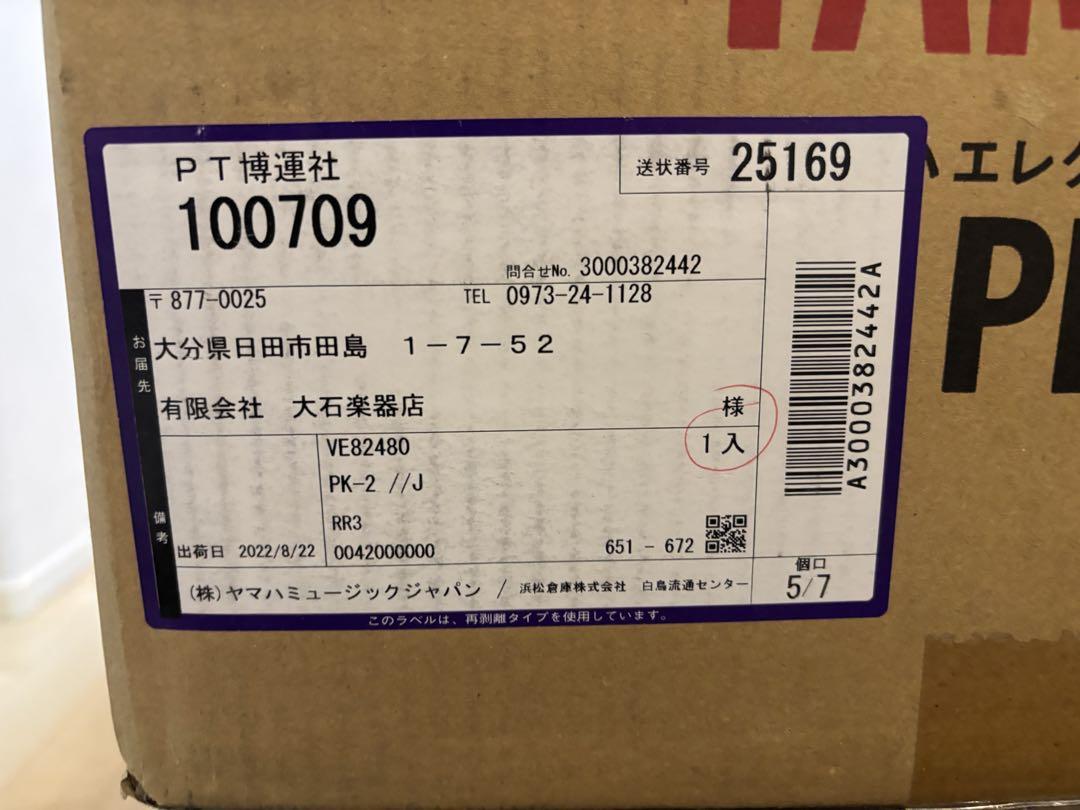 ＰＴ博運社
送状番号 25169
100709
問合せNo. 3000382442
〒877-0025 TEL 0973-24-1128
お届先
大分県日田市田島　１－７－５２
有限会社　大石楽器店 様
VE82480 1入
PK-2 //J
備考
RR3
出荷日 2022/8/22 0042000000 651 - 672
(株)ヤマハミュージックジャパン / 浜松倉庫株式会社 白鳥流通センター
個口
5/7
このラベルは、再剥離タイプを使用しています。
A3000382442A
ハエレク